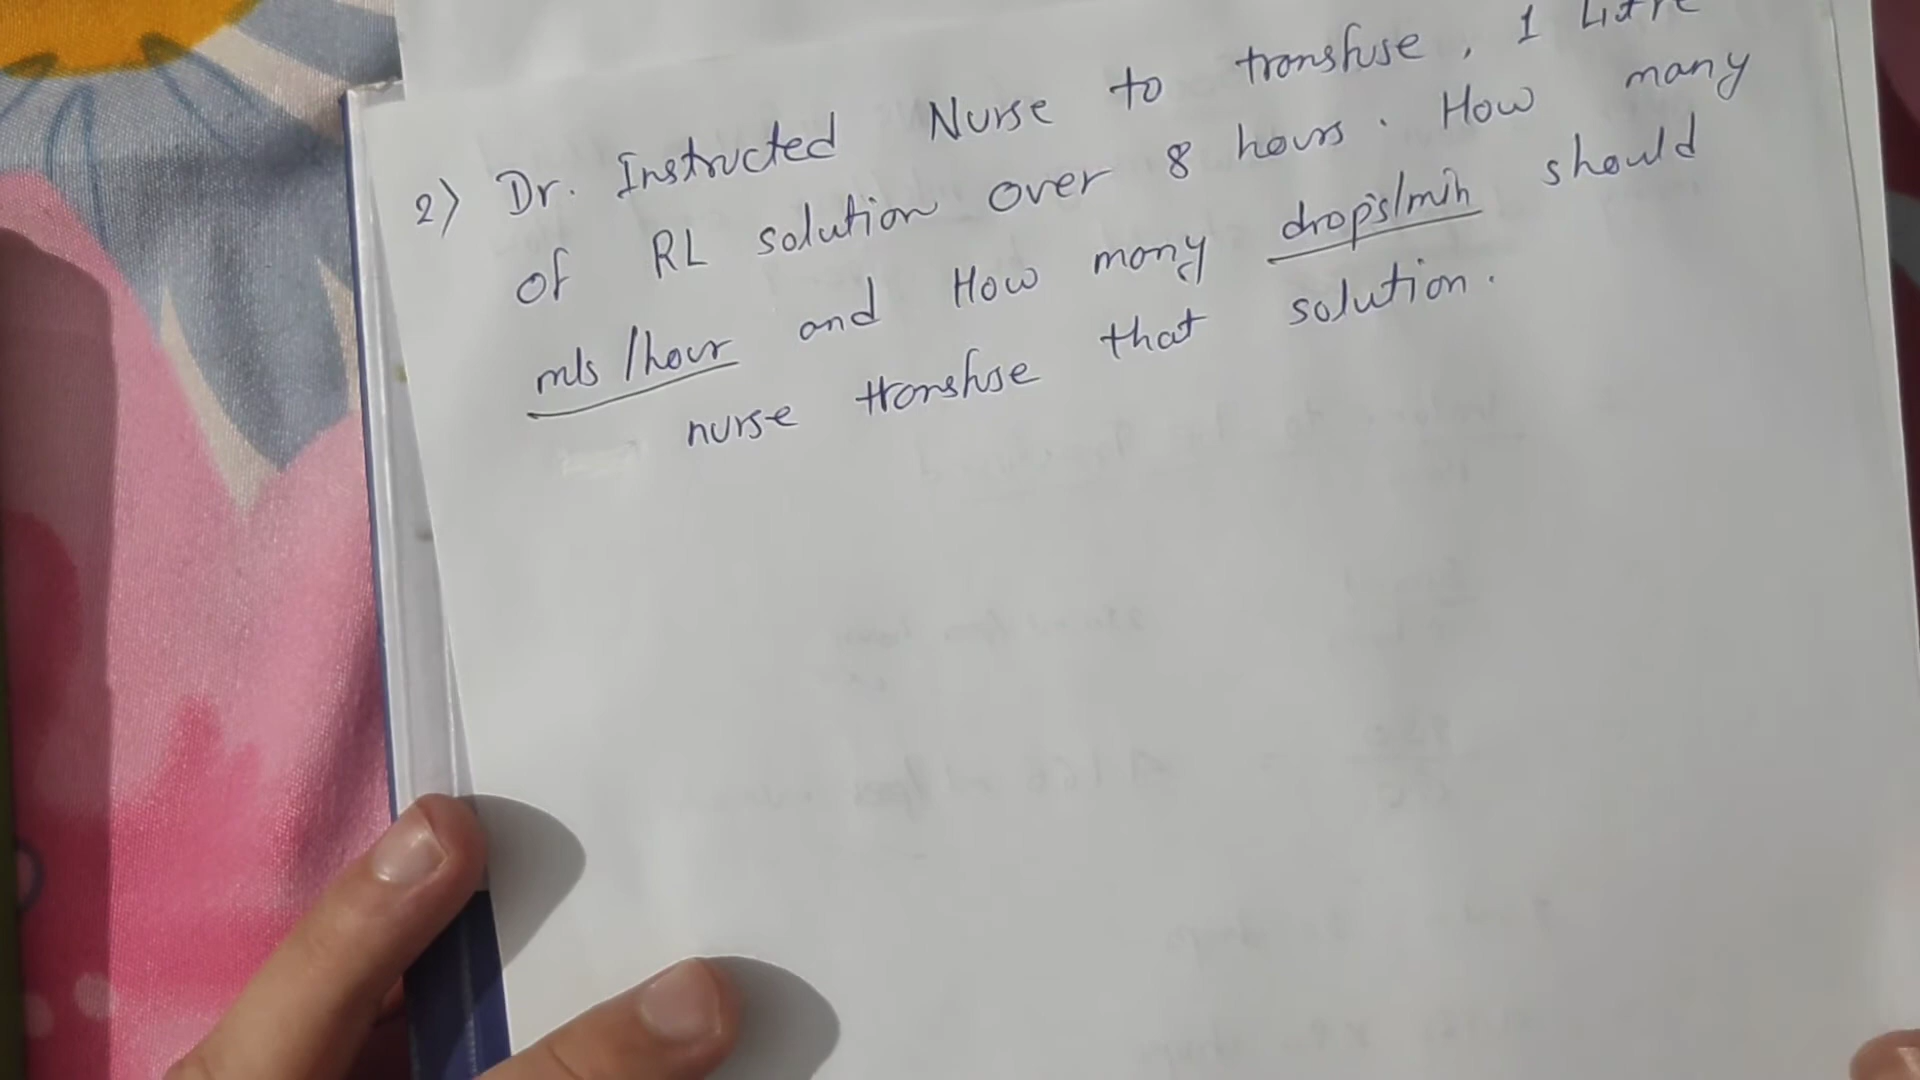 2) Dr. Instructed Nurse to transfuse, 1 Litre
of RL solution over 8 hours. How many
mls/hour and How many drops/min should
nurse transfuse that solution.